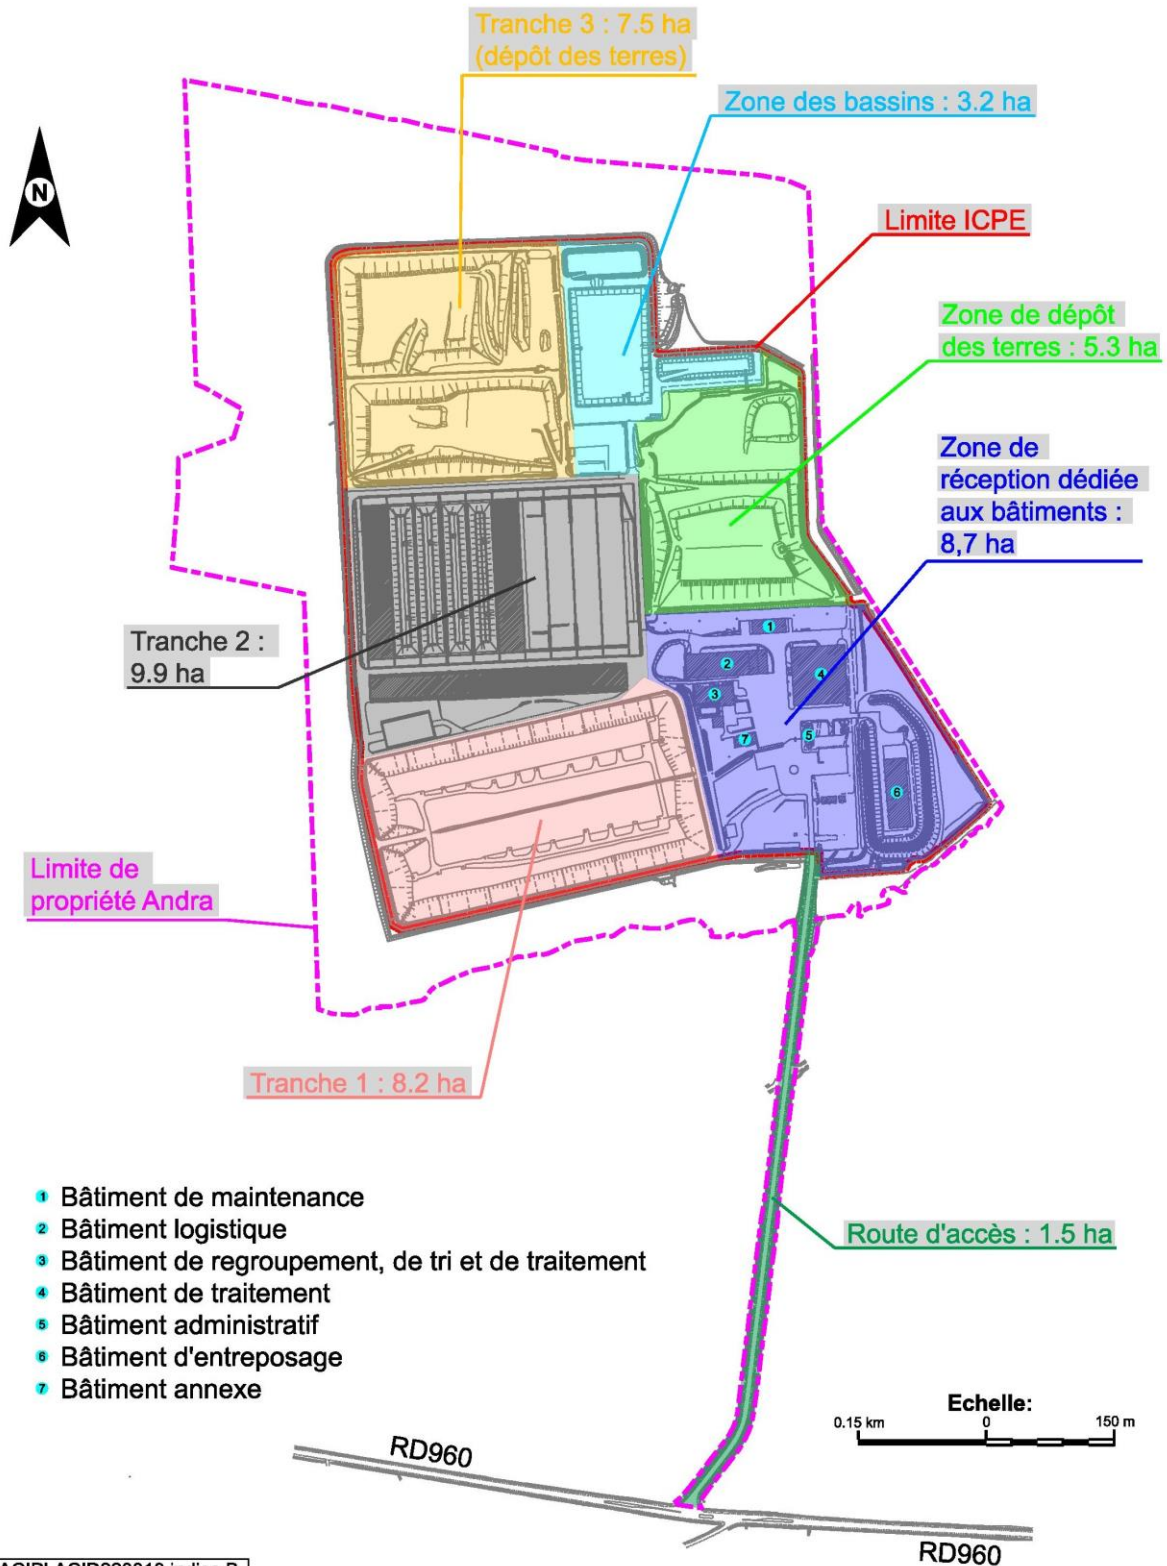 Tranche 3 : 7.5 ha
(dépôt des terres)
Zone des bassins : 3.2 ha
N
Limite ICPE
Zone de dépôt
des terres : 5.3 ha
Zone de
réception dédiée
aux bâtiments :
8,7 ha
Tranche 2 :
9.9 ha
1
2
3
4
5
6
7
Limite de
propriété Andra
Tranche 1 : 8.2 ha
Route d'accès : 1.5 ha
1 Bâtiment de maintenance
2 Bâtiment logistique
3 Bâtiment de regroupement, de tri et de traitement
4 Bâtiment de traitement
5 Bâtiment administratif
6 Bâtiment d'entreposage
7 Bâtiment annexe
Echelle:
0.15 km 0 150 m
RD960
RD960